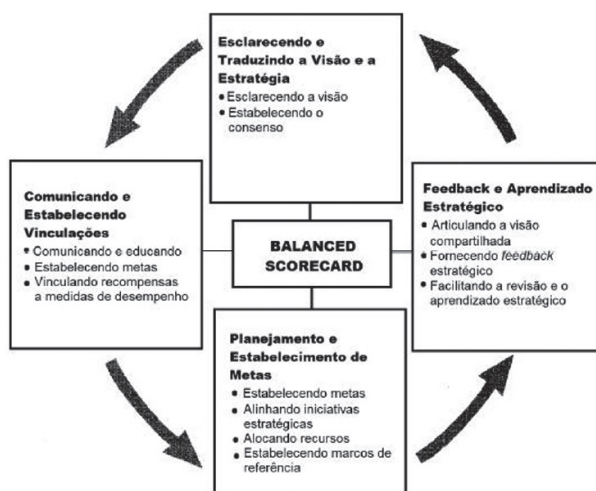 Esclarecendo e
Traduzindo a Visão e a
Estratégia
• Esclarecendo a visão
• Estabelecendo o
consenso
Comunicando e
Estabelecendo
Vinculações
• Comunicando e educando
• Estabelecendo metas
• Vinculando recompensas
a medidas de desempenho
BALANCED
SCORECARD
Feedback e Aprendizado
Estratégico
• Articulando a visão
compartilhada
• Fornecendo feedback
estratégico
• Facilitando a revisão e o
aprendizado estratégico
Planejamento e
Estabelecimento de
Metas
• Estabelecendo metas
• Alinhando iniciativas
estratégicas
• Alocando recursos
• Estabelecendo marcos de
referência